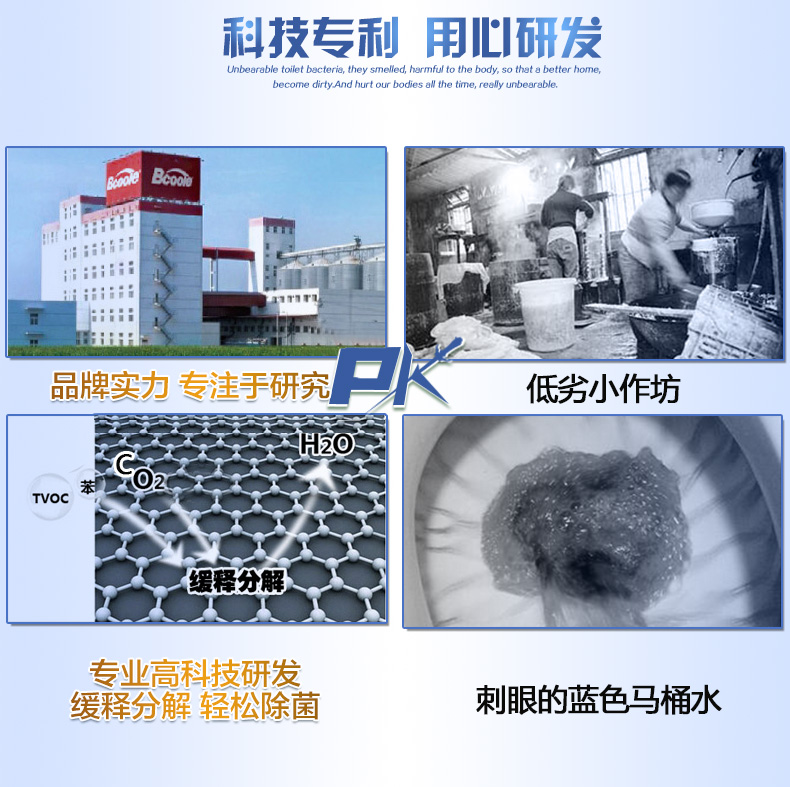 科技专利 用心研发
Unbearable toilet bacteria, they smelled, harmful to the body, so that a better home,
become dirty.And hurt our bodies all the time, really unbearable.
Bcoole Bcoole
品牌实力 专注于研究
PK
低劣小作坊
TVOC
苯
CO2
H2O
缓释分解
专业高科技研发
缓释分解 轻松除菌
刺眼的蓝色马桶水